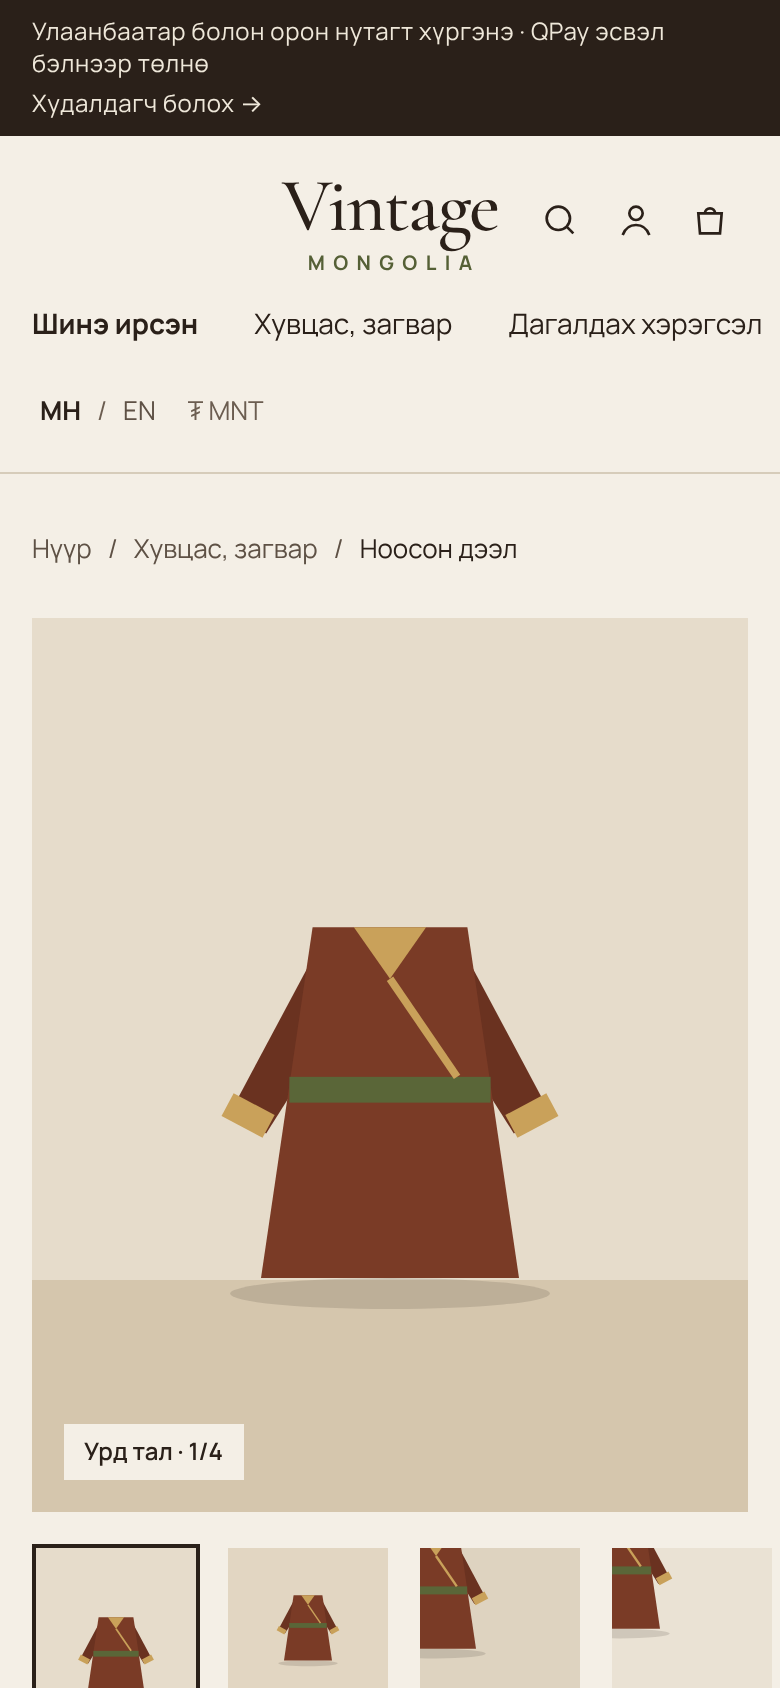 Улаанбаатар болон орон нутагт хүргэнэ · QPay эсвэл
бэлнээр төлнө
Худалдагч болох →
Vintage
MONGOLIA
Шинэ ирсэн Хувцас, загвар Дагалдах хэрэгсэл
МН / EN ₮ MNT
Нүүр / Хувцас, загвар / Ноосон дээл
Урд тал · 1/4